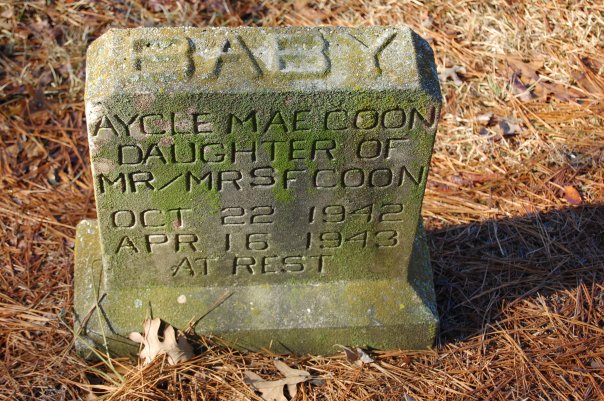 BABY
AYCLE MAE COON
DAUGHTER OF
MR/MRS F COON
OCT 22 1942
APR 16 1943
AT REST